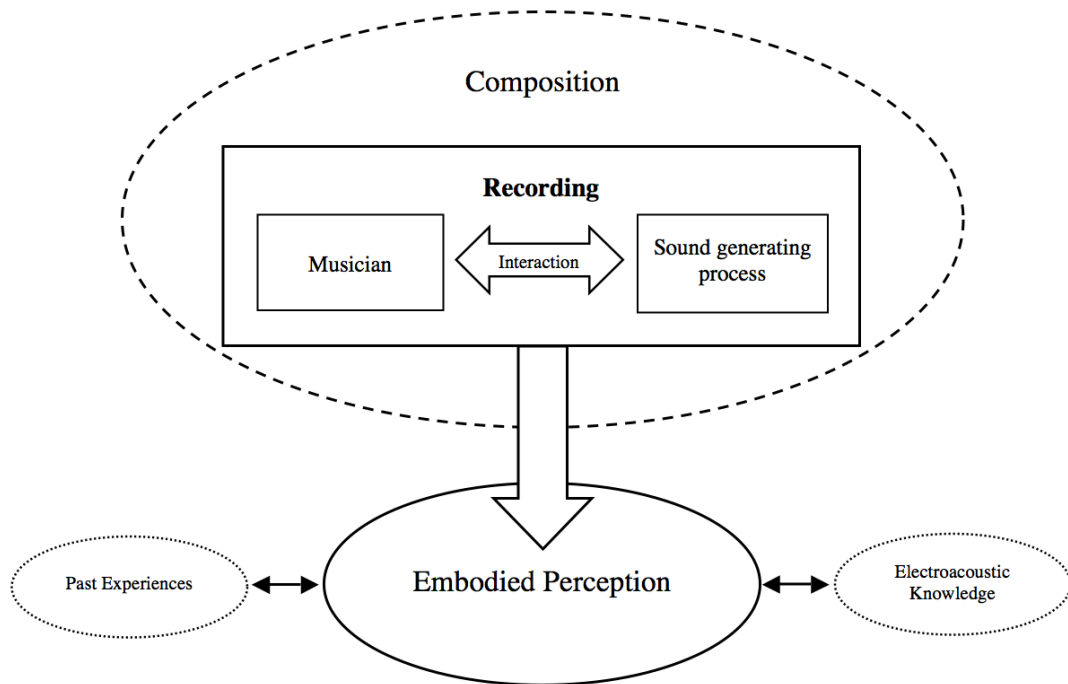 Composition
Recording
Musician
Interaction
Sound generating
process
Past Experiences
Embodied Perception
Electroacoustic
Knowledge